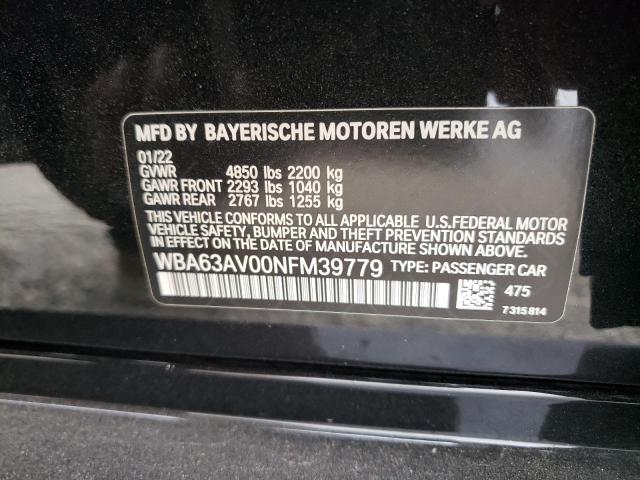 MFD BY BAYERISCHE MOTOREN WERKE AG
01/22
GVWR 4850 lbs 2200 kg
GAWR FRONT 2293 lbs 1040 kg
GAWR REAR 2767 lbs 1255 kg
THIS VEHICLE CONFORMS TO ALL APPLICABLE U.S.FEDERAL MOTOR
VEHICLE SAFETY, BUMPER AND THEFT PREVENTION STANDARDS
IN EFFECT ON THE DATE OF MANUFACTURE SHOWN ABOVE.
WBA63AV00NFM39779 TYPE: PASSENGER CAR
475
7315814